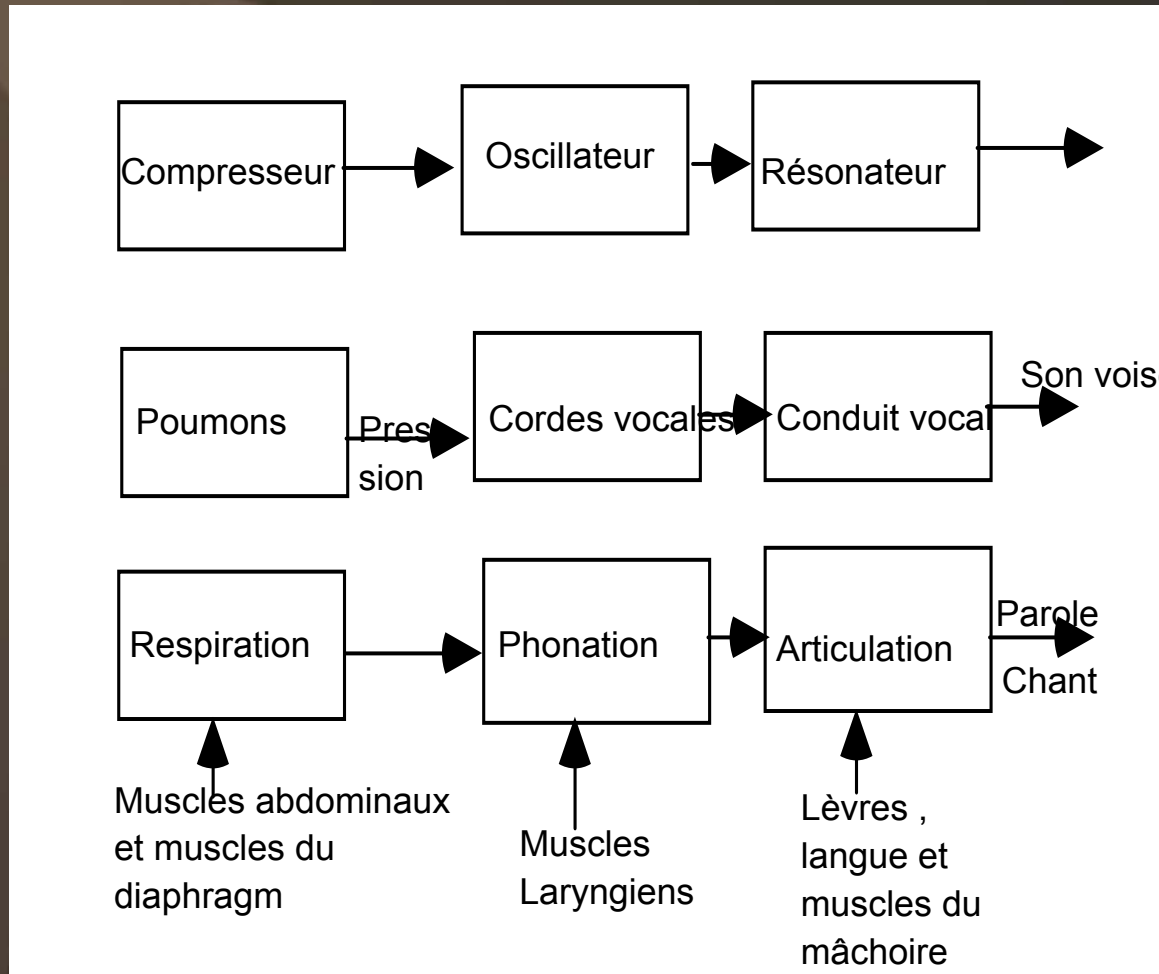 Compresseur
Oscillateur
Résonateur
Poumons
Pres
sion
Cordes vocales
Conduit vocal
Son
Respiration
Phonation
Articulation
Parole
Chant
Muscles abdominaux
et muscles du
diaphragm
Muscles
Laryngiens
Lèvres ,
langue et
muscles du
mâchoire